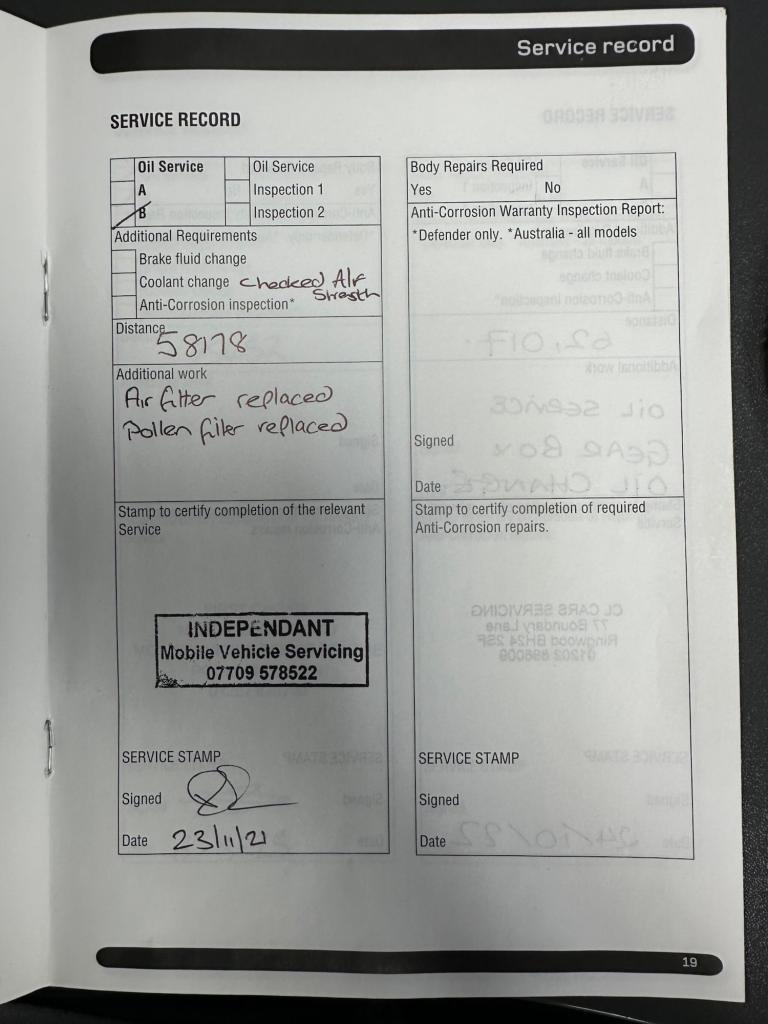 Service record
SERVICE RECORD
Oil Service
A
B
Oil Service
Inspection 1
Inspection 2
Additional Requirements
Brake fluid change
Coolant change checked A/F
Anti-Corrosion inspection*
Distance
58178
Additional work
Air filter replaced
Pollen filter replaced
Stamp to certify completion of the relevant
Service
INDEPENDANT
Mobile Vehicle Servicing
07709 578522
SERVICE STAMP
Signed
Date 23/11/21
Body Repairs Required
Yes No
Anti-Corrosion Warranty Inspection Report:
*Defender only. *Australia - all models
Signed
Date
Stamp to certify completion of required
Anti-Corrosion repairs.
SERVICE STAMP
Signed
Date
19